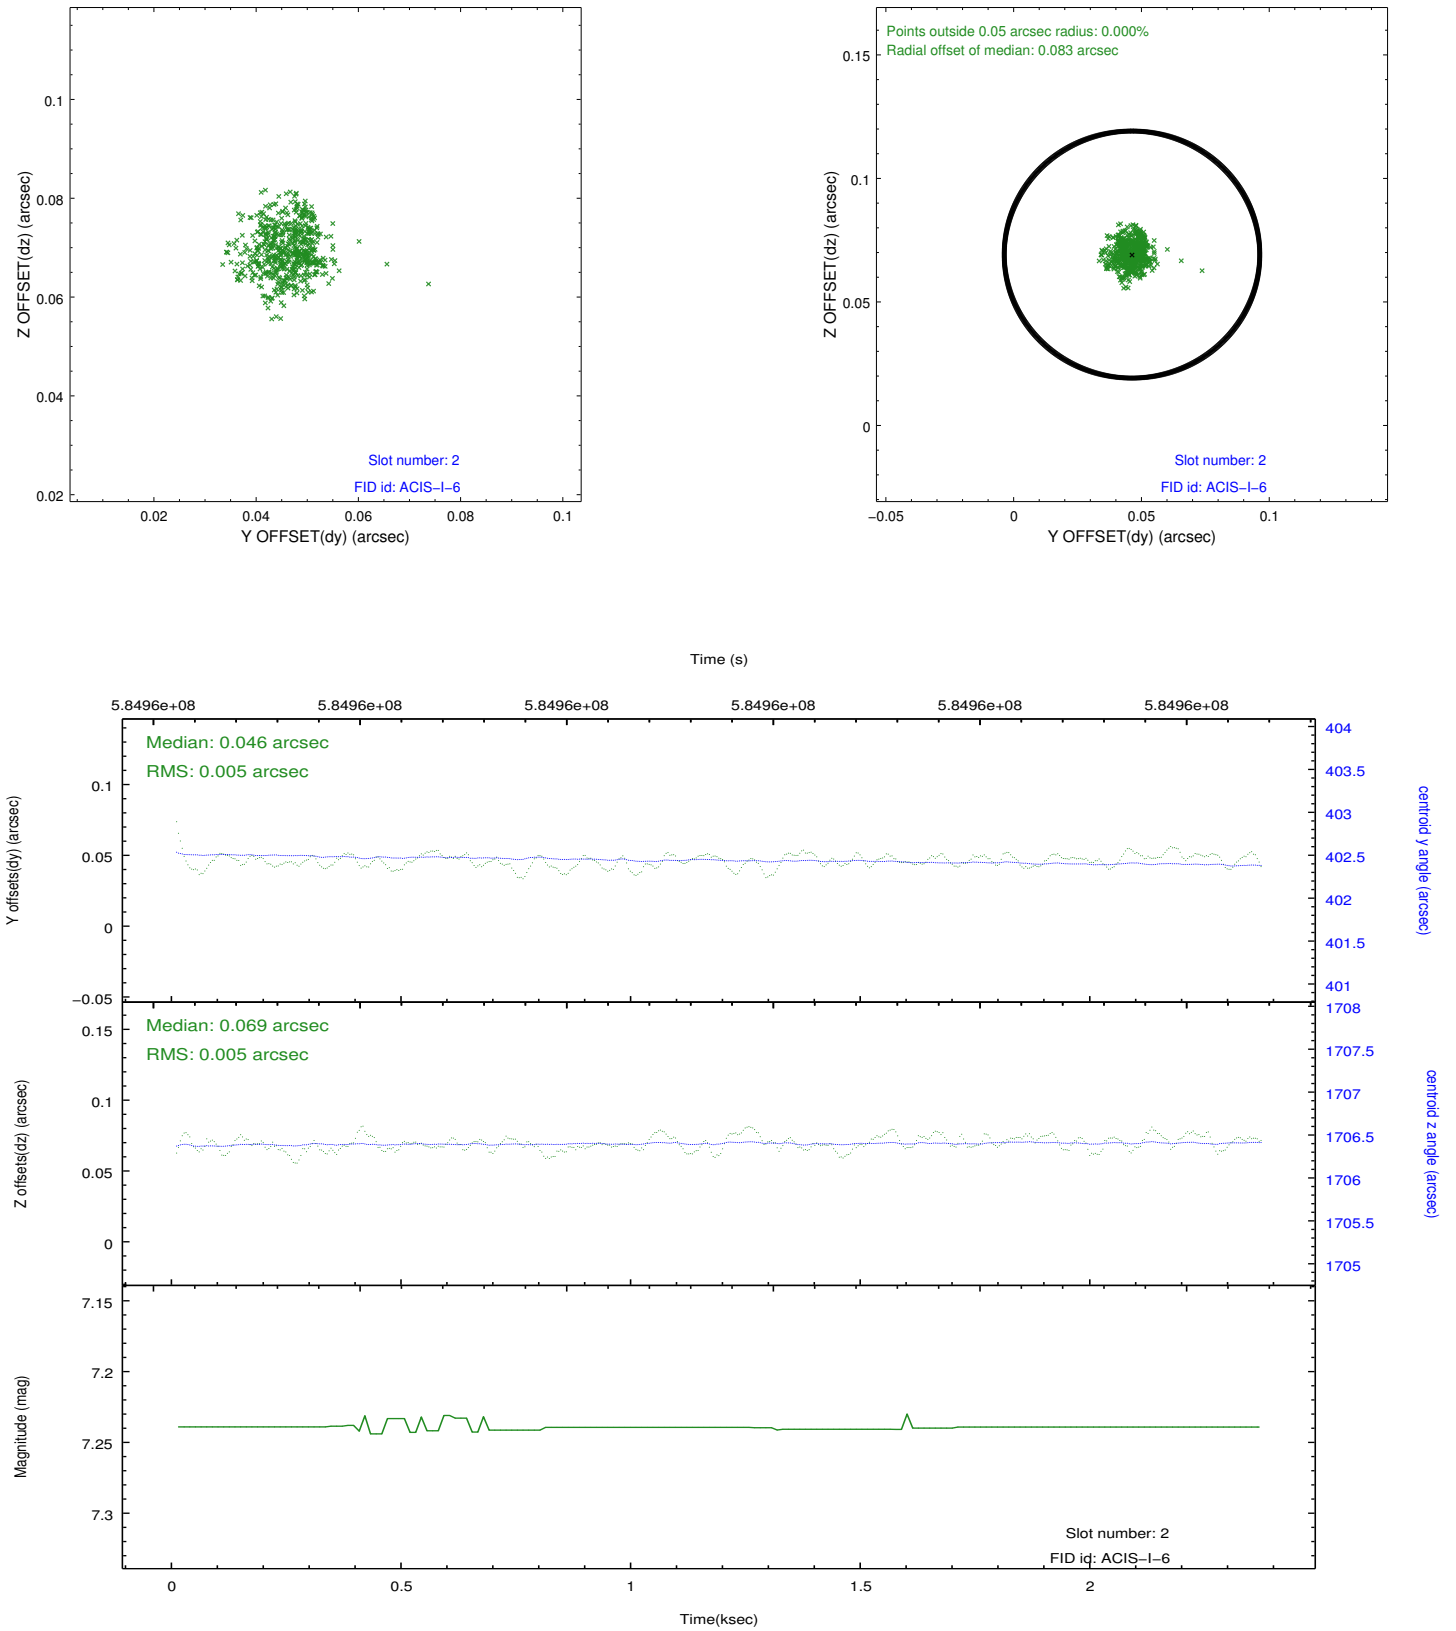 0.1
0.08
0.06
0.04
0.02
Z OFFSET(dz) (arcsec)
Slot number: 2
FID id: ACIS−I−6
0.02 0.04 0.06 0.08 0.1
Y OFFSET(dy) (arcsec)
Points outside 0.05 arcsec radius: 0.000%
Radial offset of median: 0.083 arcsec
0.15
0.1
0.05
0
Z OFFSET(dz) (arcsec)
Slot number: 2
FID id: ACIS−I−6
−0.05 0 0.05 0.1
Y OFFSET(dy) (arcsec)
Time (s)
5.8496e+08 5.8496e+08 5.8496e+08 5.8496e+08 5.8496e+08 5.8496e+08
Median: 0.046 arcsec
RMS: 0.005 arcsec
0.1
0.05
0
−0.05
Y offsets(dy) (arcsec)
404
403.5
403
402.5
402
401.5
401
centroid y angle (arcsec)
Median: 0.069 arcsec
RMS: 0.005 arcsec
0.15
0.1
0.05
0
Z offsets(dz) (arcsec)
1708
1707.5
1707
1706.5
1706
1705.5
1705
centroid z angle (arcsec)
7.15
7.2
7.25
7.3
Magnitude (mag)
Slot number: 2
FID id: ACIS−I−6
0 0.5 1 1.5 2
Time(ksec)